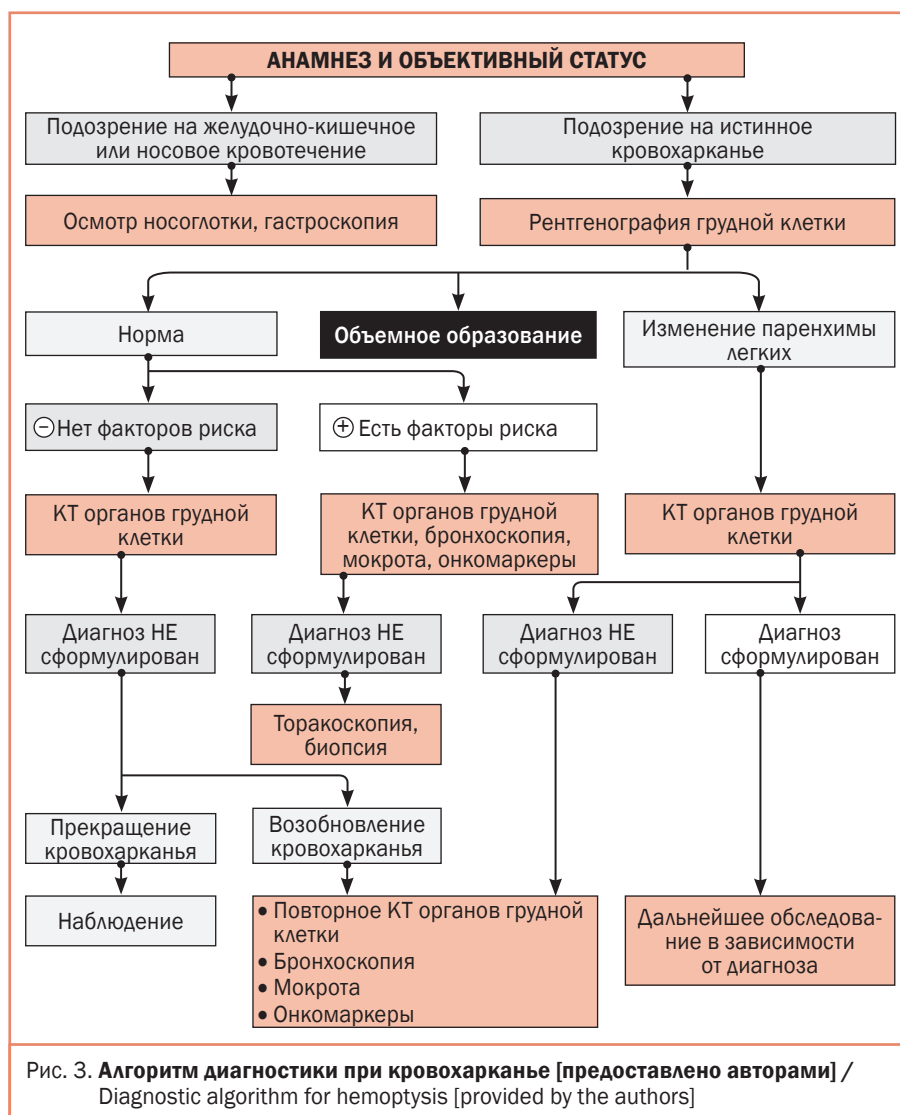 АНАМНЕЗ И ОБЪЕКТИВНЫЙ СТАТУС
Подозрение на желудочно-кишечное
или носовое кровотечение
Подозрение на истинное
кровохарканье
Осмотр носоглотки, гастроскопия
Рентгенография грудной клетки
Норма
Объемное образование
Изменение паренхимы
легких
⊖ Нет факторов риска
⊕ Есть факторы риска
КТ органов грудной
клетки
КТ органов грудной
клетки, бронхоскопия,
мокрота, онкомаркеры
КТ органов грудной
клетки
Диагноз НЕ
сформулирован
Диагноз НЕ
сформулирован
Диагноз НЕ
сформулирован
Диагноз
сформулирован
Торакоскопия,
биопсия
Прекращение
кровохарканья
Возобновление
кровохарканья
Наблюдение
• Повторное КТ органов грудной
клетки
• Бронхоскопия
• Мокрота
• Онкомаркеры
Дальнейшее обследова-
ние в зависимости
от диагноза
Рис. 3. Алгоритм диагностики при кровохарканье [предоставлено авторами] /
Diagnostic algorithm for hemoptysis [provided by the authors]